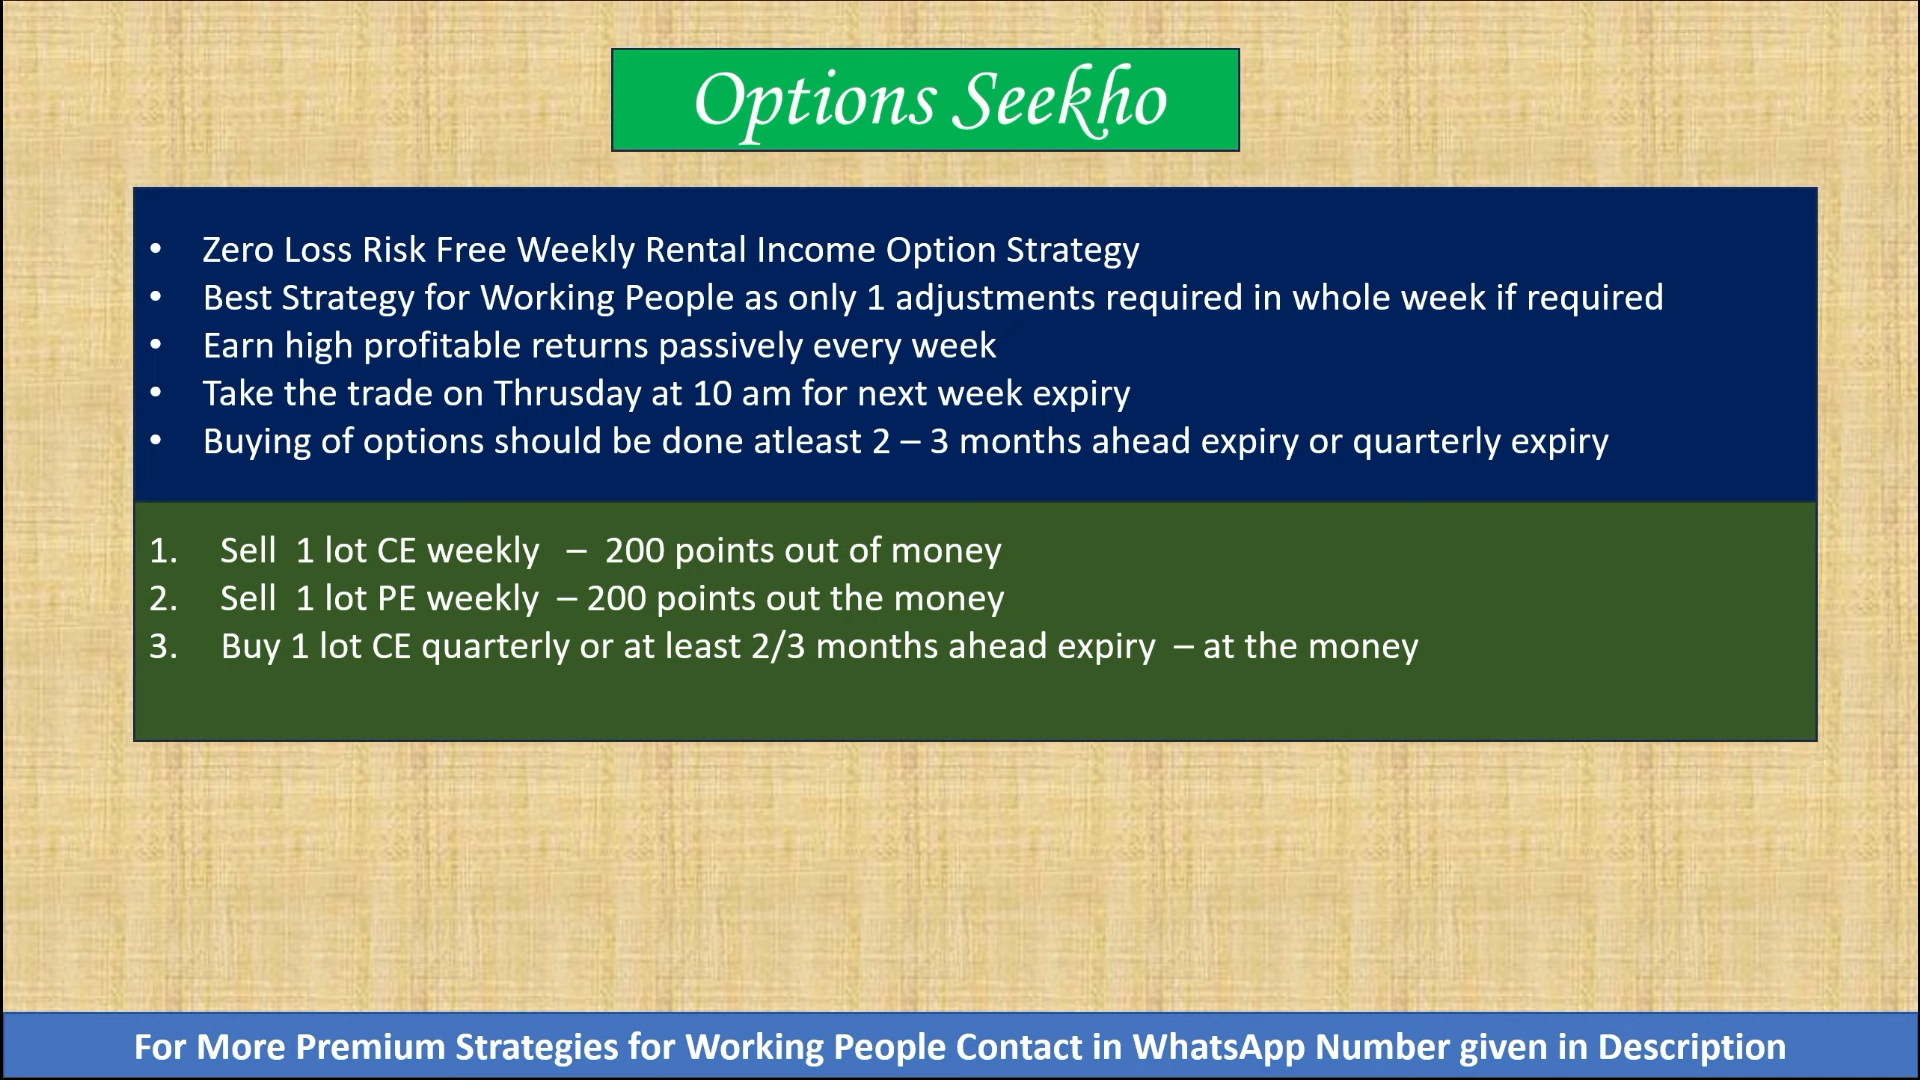 Options Seekho
• Zero Loss Risk Free Weekly Rental Income Option Strategy
• Best Strategy for Working People as only 1 adjustments required in whole week if required
• Earn high profitable returns passively every week
• Take the trade on Thrusday at 10 am for next week expiry
• Buying of options should be done atleast 2 – 3 months ahead expiry or quarterly expiry
1. Sell 1 lot CE weekly – 200 points out of money
2. Sell 1 lot PE weekly – 200 points out the money
3. Buy 1 lot CE quarterly or at least 2/3 months ahead expiry – at the money
For More Premium Strategies for Working People Contact in WhatsApp Number given in Description